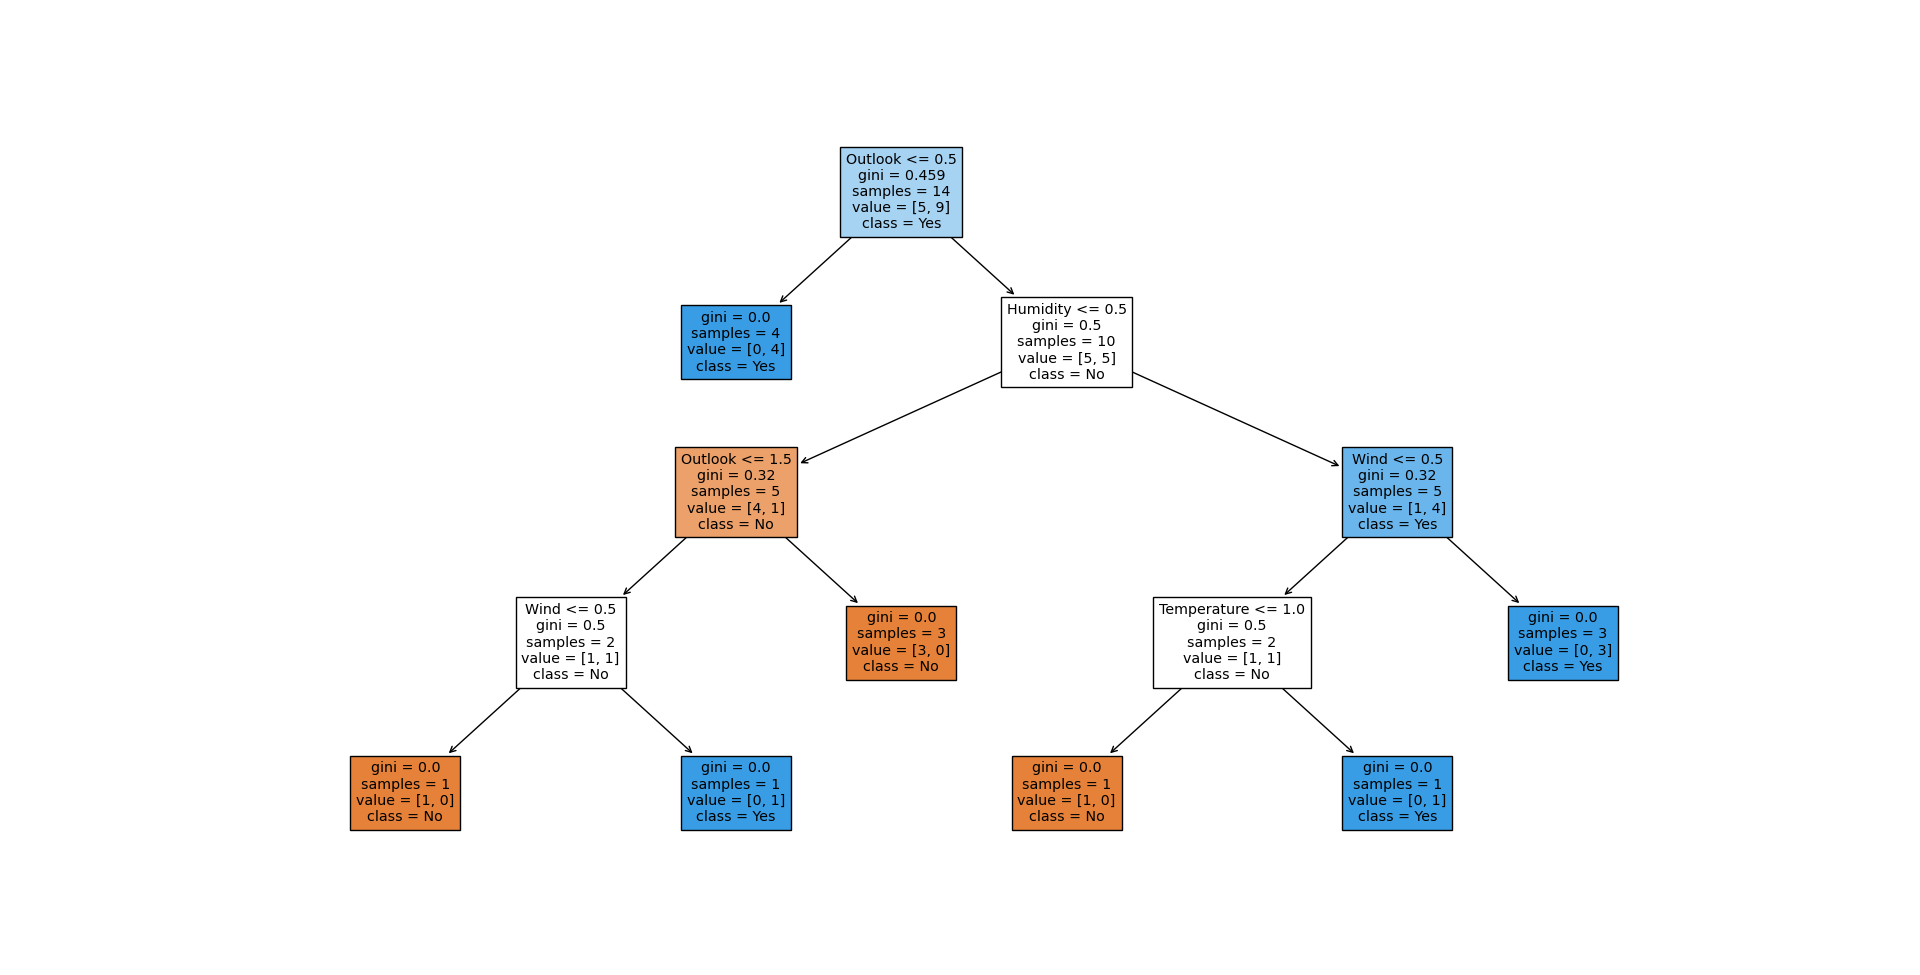 Outlook <= 0.5
gini = 0.459
samples = 14
value = [5, 9]
class = Yes
gini = 0.0
samples = 4
value = [0, 4]
class = Yes
Humidity <= 0.5
gini = 0.5
samples = 10
value = [5, 5]
class = No
Outlook <= 1.5
gini = 0.32
samples = 5
value = [4, 1]
class = No
Wind <= 0.5
gini = 0.32
samples = 5
value = [1, 4]
class = Yes
Wind <= 0.5
gini = 0.5
samples = 2
value = [1, 1]
class = No
gini = 0.0
samples = 3
value = [3, 0]
class = No
Temperature <= 1.0
gini = 0.5
samples = 2
value = [1, 1]
class = No
gini = 0.0
samples = 3
value = [0, 3]
class = Yes
gini = 0.0
samples = 1
value = [1, 0]
class = No
gini = 0.0
samples = 1
value = [0, 1]
class = Yes
gini = 0.0
samples = 1
value = [1, 0]
class = No
gini = 0.0
samples = 1
value = [0, 1]
class = Yes